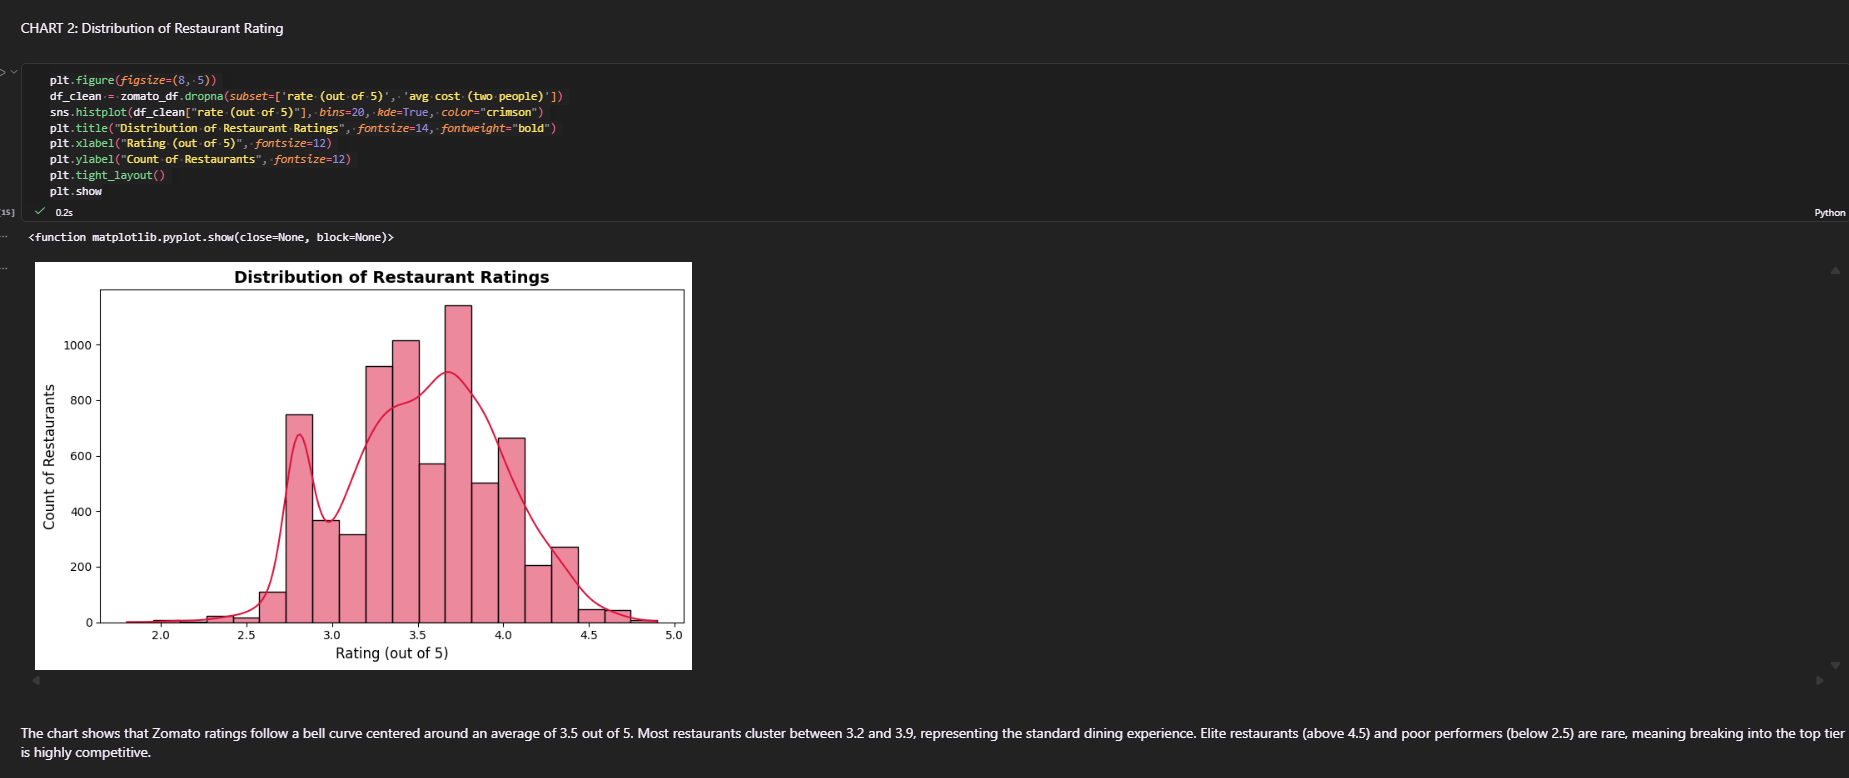 CHART 2: Distribution of Restaurant Rating
plt.figure(figsize=(8, 5))
df_clean = zomato_df.dropna(subset=['rate (out of 5)', 'avg cost (two people)'])
sns.histplot(df_clean["rate (out of 5)"], bins=20, kde=True, color="crimson")
plt.title("Distribution of Restaurant Ratings", fontsize=14, fontweight="bold")
plt.xlabel("Rating (out of 5)", fontsize=12)
plt.ylabel("Count of Restaurants", fontsize=12)
plt.tight_layout()
plt.show
[15]
0.2s
Python
<function matplotlib.pyplot.show(close=None, block=None)>
Distribution of Restaurant Ratings
Count of Restaurants
1000
800
600
400
200
0
2.0 2.5 3.0 3.5 4.0 4.5 5.0
Rating (out of 5)
The chart shows that Zomato ratings follow a bell curve centered around an average of 3.5 out of 5. Most restaurants cluster between 3.2 and 3.9, representing the standard dining experience. Elite restaurants (above 4.5) and poor performers (below 2.5) are rare, meaning breaking into the top tier
is highly competitive.